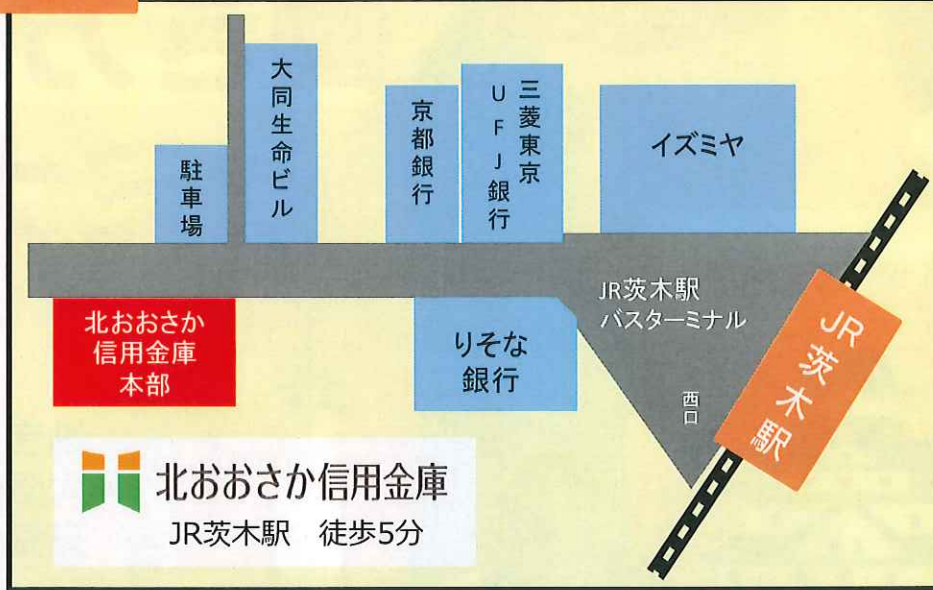 大同生命ビル
駐車場
京都銀行
三菱東京
UFJ銀行
イズミヤ
JR茨木駅
バスターミナル
西口
JR茨木駅
りそな
銀行
北おおさか
信用金庫
本部
北おおさか信用金庫
JR茨木駅　徒歩5分